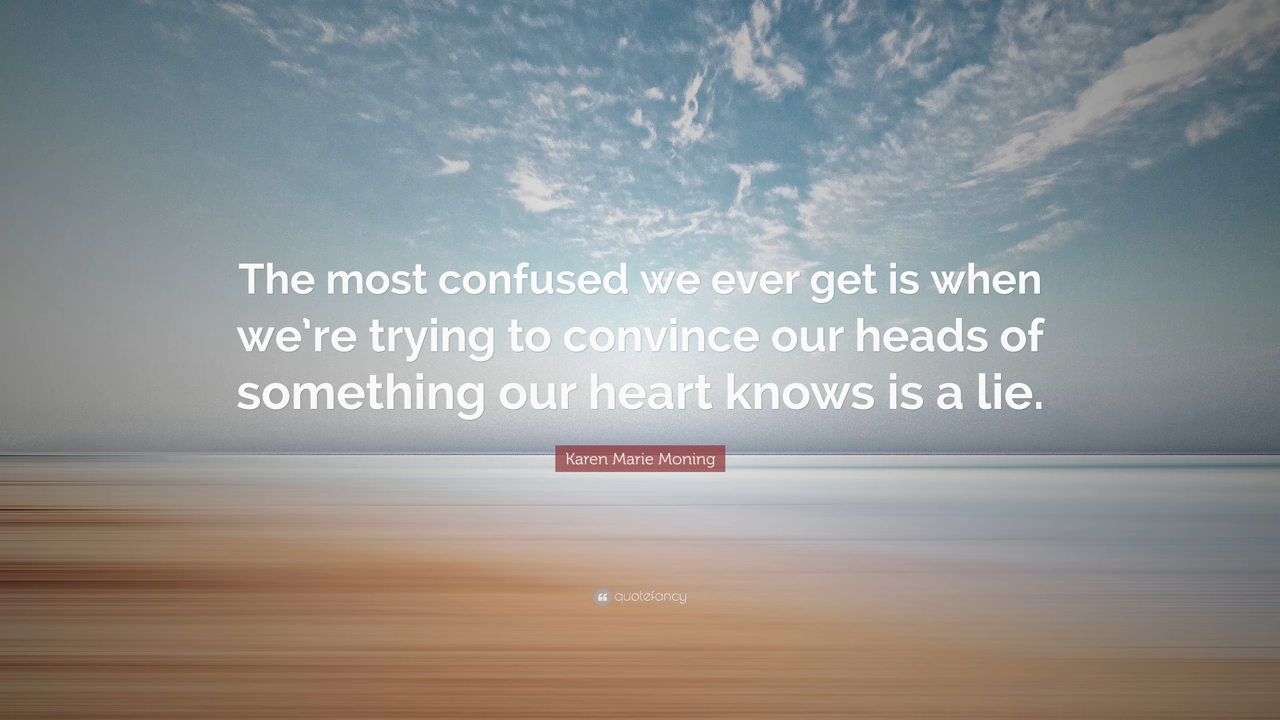 The most confused we ever get is when
we’re trying to convince our heads of
something our heart knows is a lie.
Karen Marie Moning
quotefancy